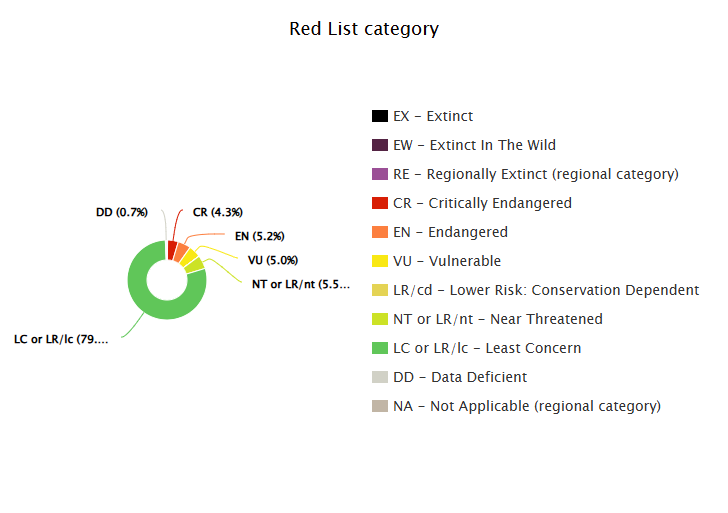 Red List category
DD (0.7%)
CR (4.3%)
EN (5.2%)
VU (5.0%)
NT or LR/nt (5.5...
LC or LR/lc (79....
EX - Extinct
EW - Extinct In The Wild
RE - Regionally Extinct (regional category)
CR - Critically Endangered
EN - Endangered
VU - Vulnerable
LR/cd - Lower Risk: Conservation Dependent
NT or LR/nt - Near Threatened
LC or LR/lc - Least Concern
DD - Data Deficient
NA - Not Applicable (regional category)